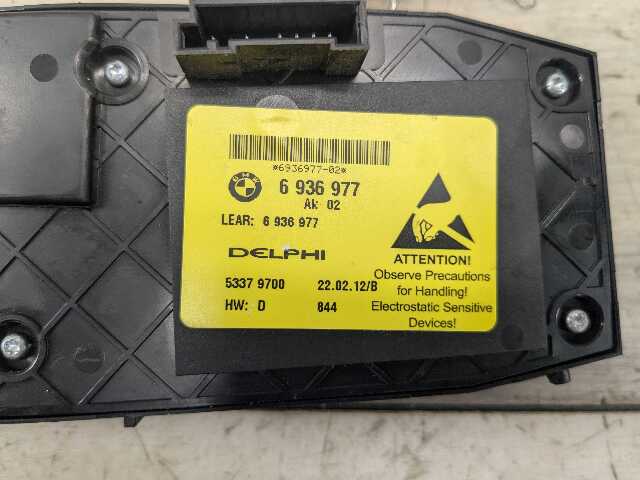 *6936977-02*
BMW
6 936 977
Ak 02
LEAR: 6 936 977
DELPHI
5337 9700 22.02.12/B
HW: D 844
ATTENTION!
Observe Precautions
for Handling!
Electrostatic Sensitive
Devices!